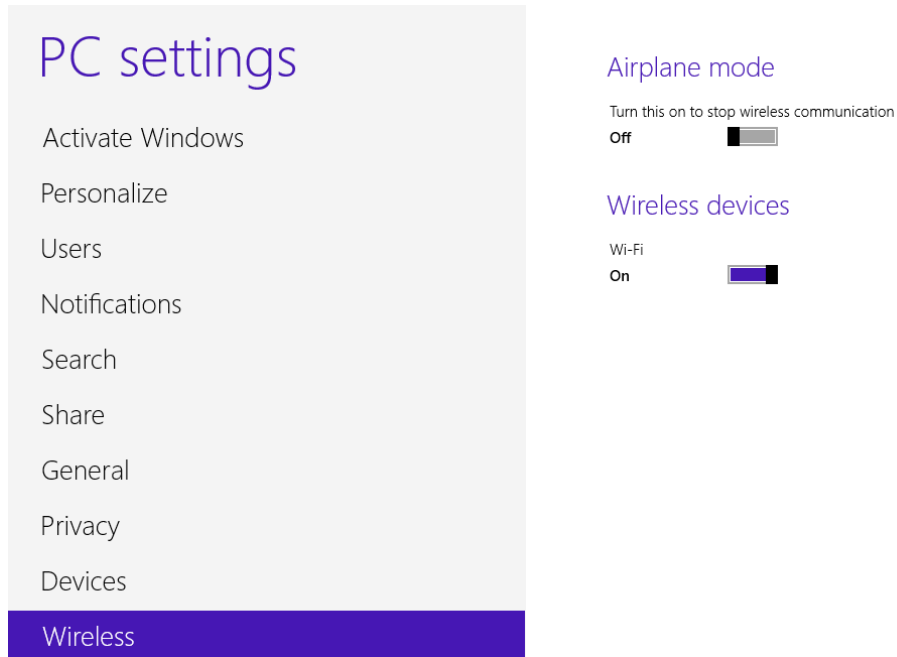 PC settings
Activate Windows
Personalize
Users
Notifications
Search
Share
General
Privacy
Devices
Wireless
Airplane mode
Turn this on to stop wireless communication
Off
Wireless devices
Wi-Fi
On